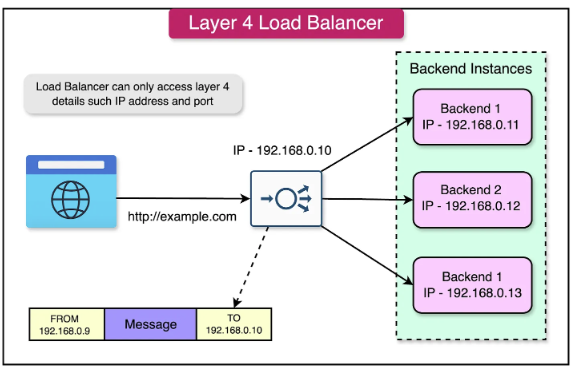 Layer 4 Load Balancer
Load Balancer can only access layer 4
details such IP address and port
Backend Instances
Backend 1
IP - 192.168.0.11
IP - 192.168.0.10
Backend 2
IP - 192.168.0.12
http://example.com
Backend 1
IP - 192.168.0.13
FROM
192.168.0.9
Message
TO
192.168.0.10